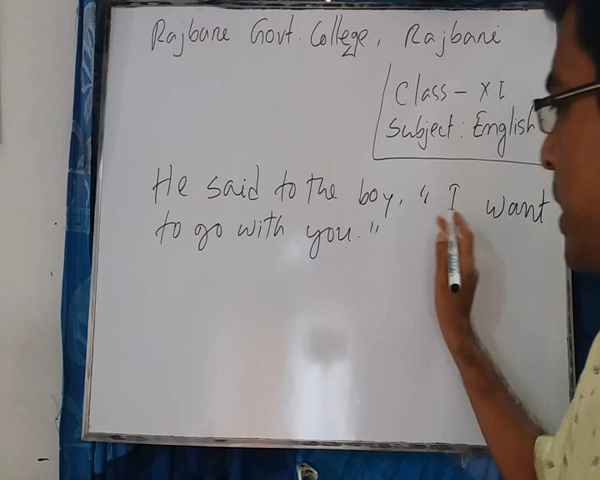 Rajbari Govt. College, Rajbari
Class - XI
Subject: English
He said to the boy, "I want
to go with you."